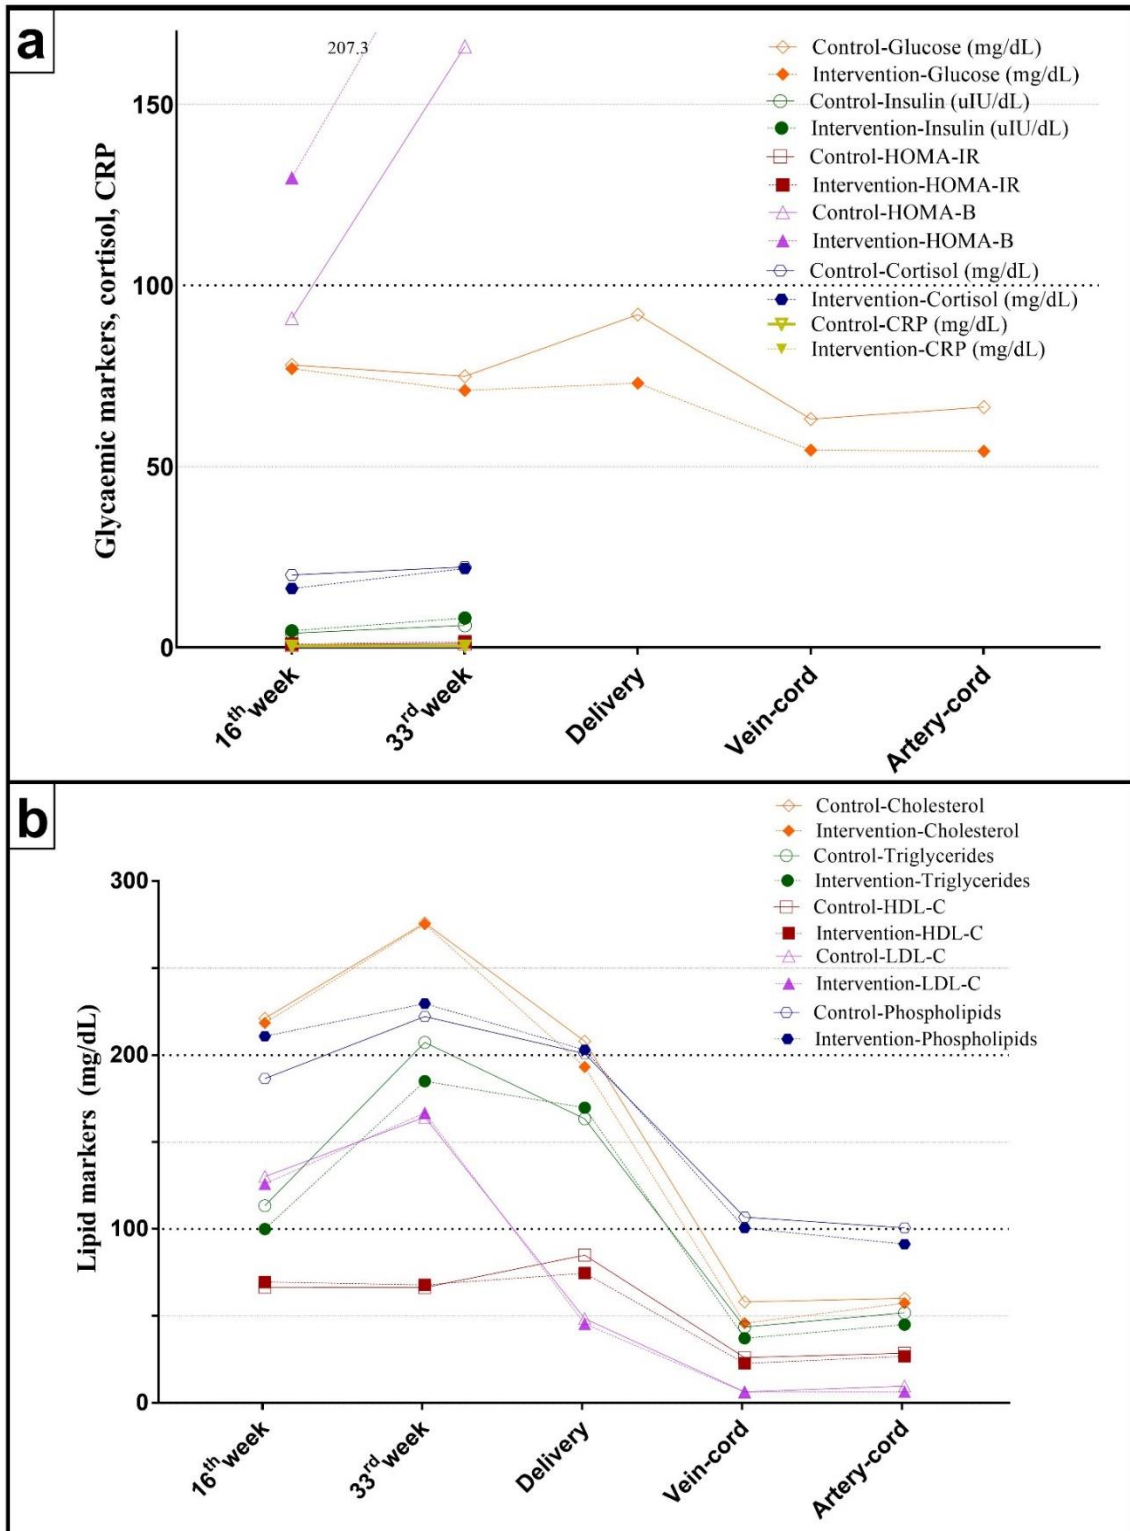 a
207.3
Control-Glucose (mg/dL)
Intervention-Glucose (mg/dL)
Control-Insulin (uIU/dL)
Intervention-Insulin (uIU/dL)
Control-HOMA-IR
Intervention-HOMA-IR
Control-HOMA-B
Intervention-HOMA-B
Control-Cortisol (mg/dL)
Intervention-Cortisol (mg/dL)
Control-CRP (mg/dL)
Intervention-CRP (mg/dL)
Glycaemic markers, cortisol, CRP
150
100
50
0
16th week
33rd week
Delivery
Vein-cord
Artery-cord
b
Control-Cholesterol
Intervention-Cholesterol
Control-Triglycerides
Intervention-Triglycerides
Control-HDL-C
Intervention-HDL-C
Control-LDL-C
Intervention-LDL-C
Control-Phospholipids
Intervention-Phospholipids
Lipid markers (mg/dL)
300
200
100
0
16th week
33rd week
Delivery
Vein-cord
Artery-cord